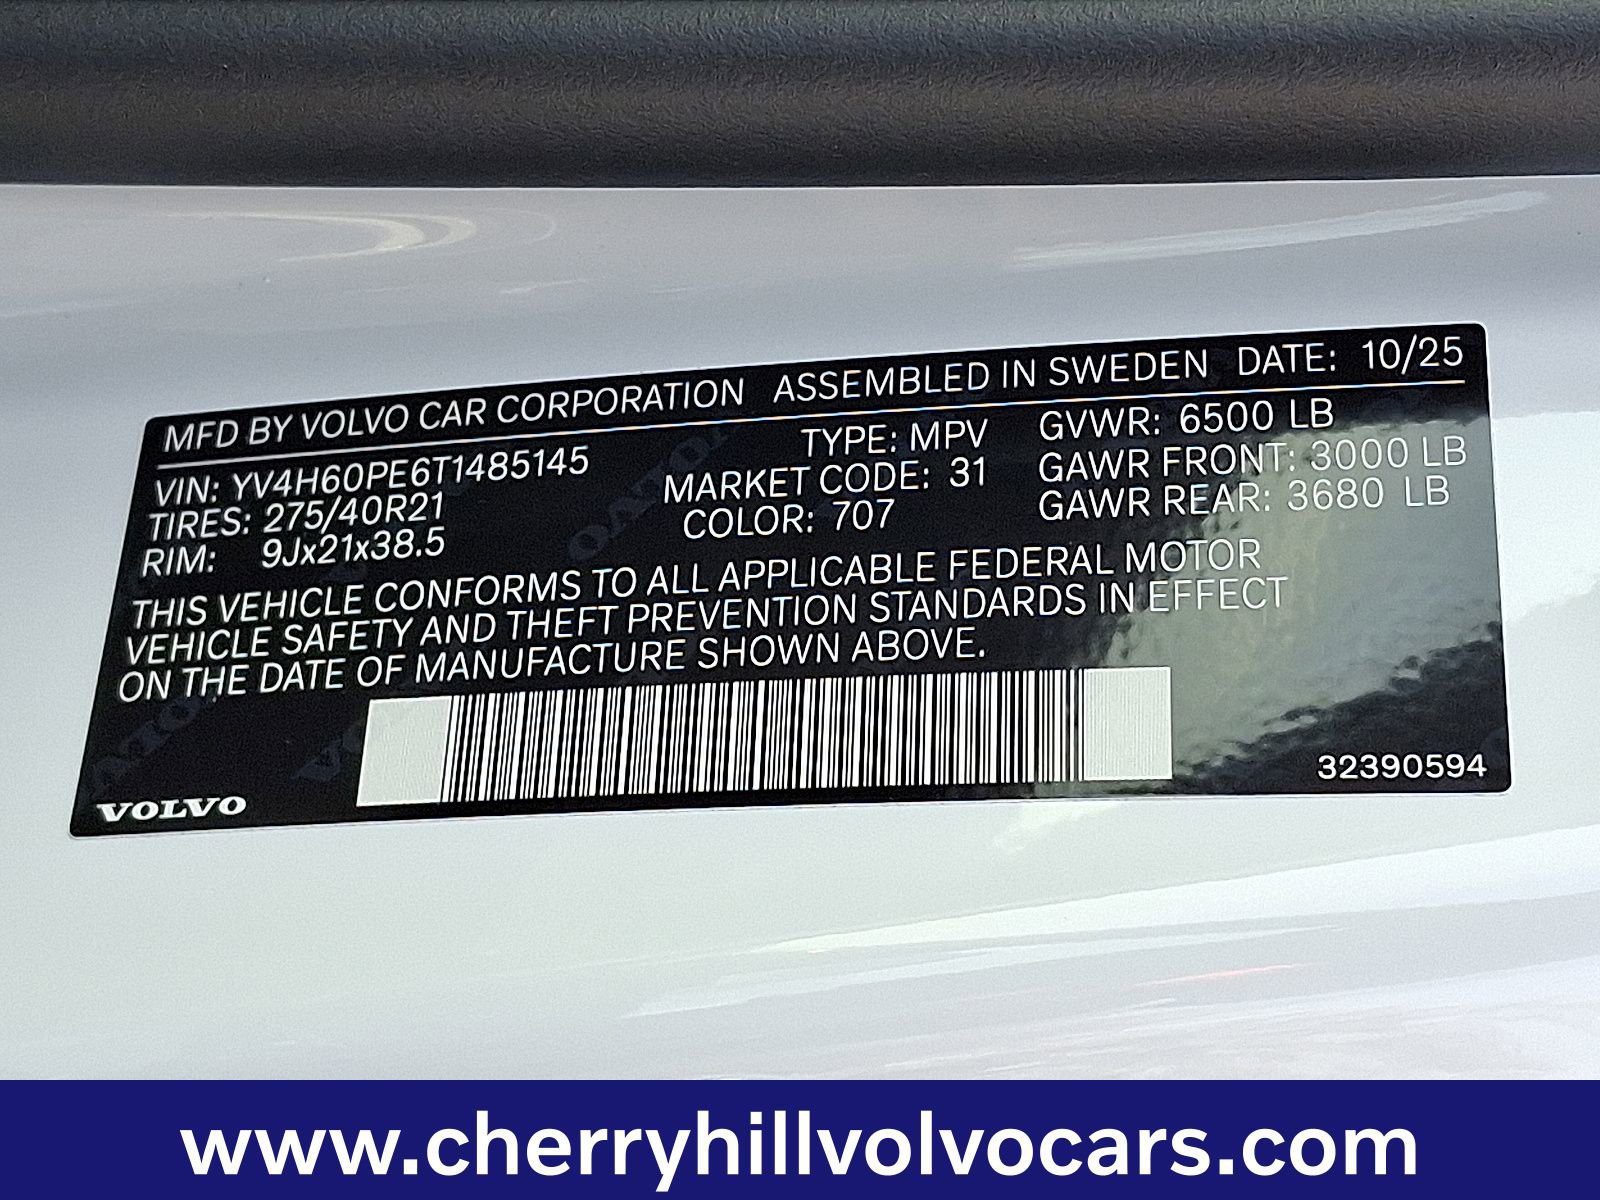 MFD BY VOLVO CAR CORPORATION ASSEMBLED IN SWEDEN DATE: 10/25
VIN: YV4H60PE6T1485145 TYPE: MPV GVWR: 6500 LB
TIRES: 275/40R21 MARKET CODE: 31 GAWR FRONT: 3000 LB
RIM: 9Jx21x38.5 COLOR: 707 GAWR REAR: 3680 LB
THIS VEHICLE CONFORMS TO ALL APPLICABLE FEDERAL MOTOR
VEHICLE SAFETY AND THEFT PREVENTION STANDARDS IN EFFECT
ON THE DATE OF MANUFACTURE SHOWN ABOVE.
VOLVO 32390594
www.cherryhillvolvocars.com